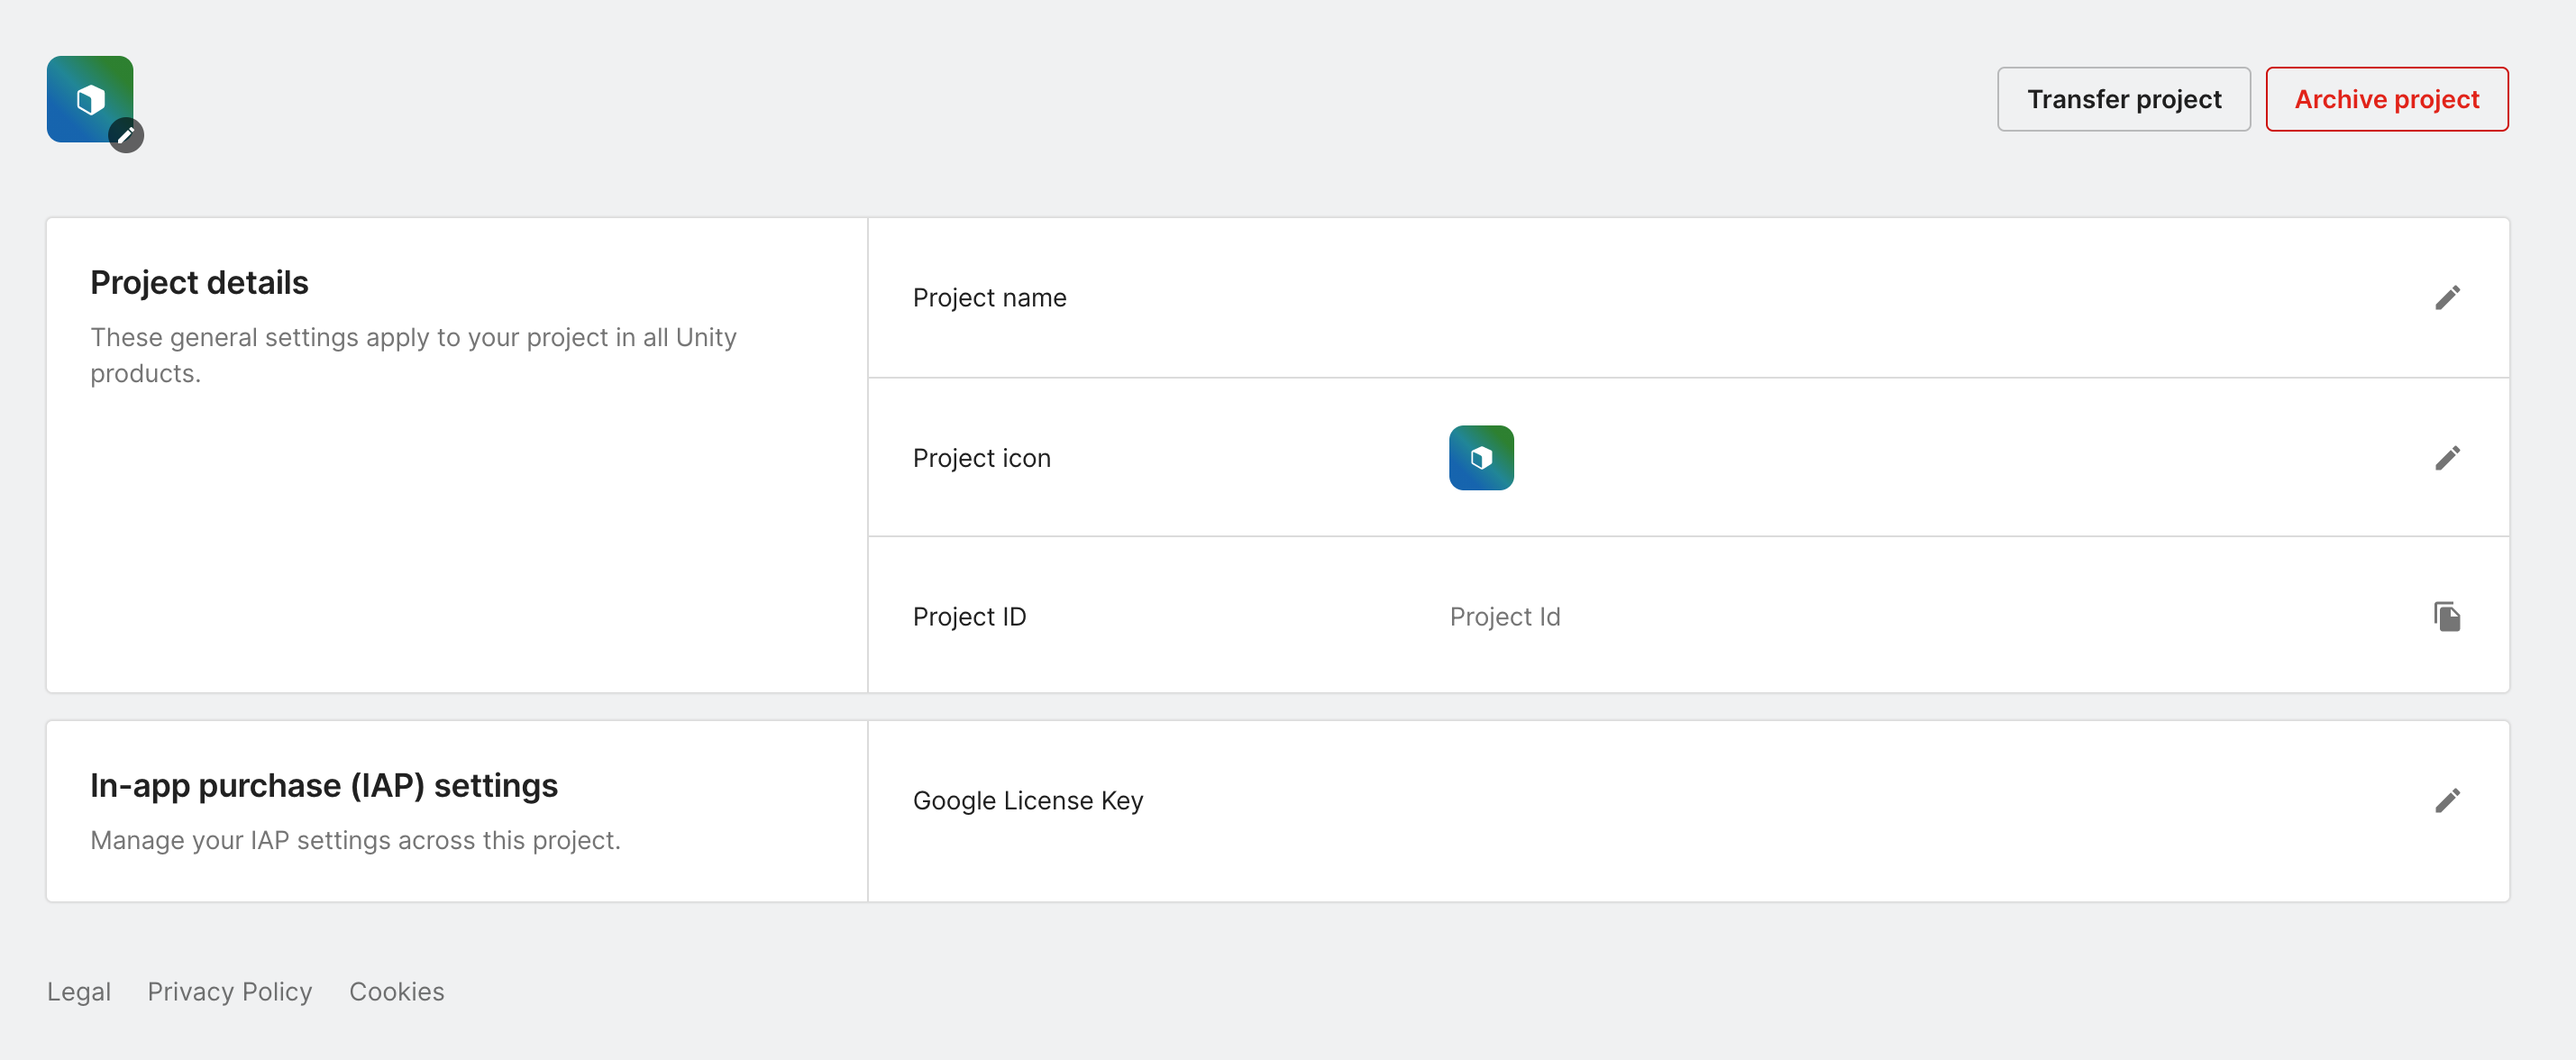 Transfer project
Archive project
Project details
These general settings apply to your project in all Unity
products.
Project name
Project icon
Project ID
Project Id
In-app purchase (IAP) settings
Manage your IAP settings across this project.
Google License Key
Legal
Privacy Policy
Cookies